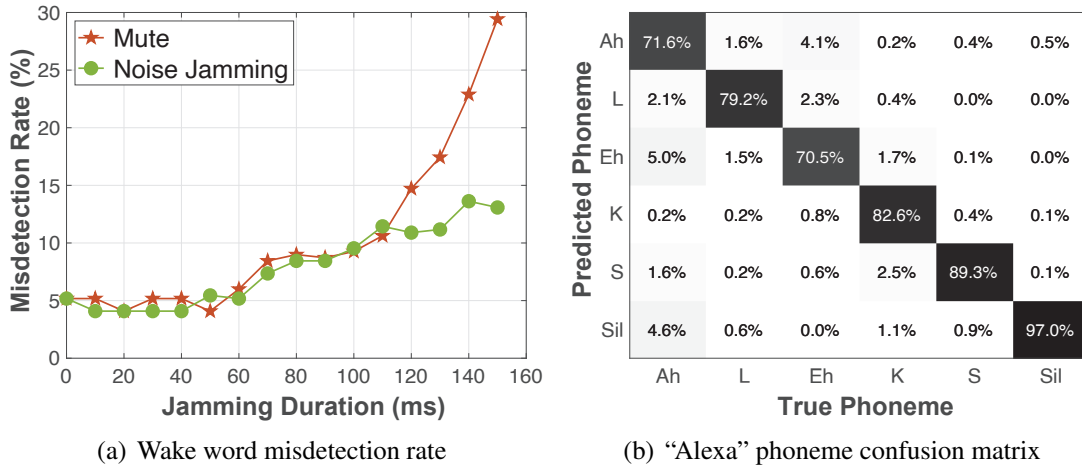 30
25
20
15
10
5
0
Misdetection Rate (%)
Mute
Noise Jamming
0 20 40 60 80 100 120 140 160
Jamming Duration (ms)
(a) Wake word misdetection rate
Predicted Phoneme
Ah 71.6% 1.6% 4.1% 0.2% 0.4% 0.5%
L 2.1% 79.2% 2.3% 0.4% 0.0% 0.0%
Eh 5.0% 1.5% 70.5% 1.7% 0.1% 0.0%
K 0.2% 0.2% 0.8% 82.6% 0.4% 0.1%
S 1.6% 0.2% 0.6% 2.5% 89.3% 0.1%
Sil 4.6% 0.6% 0.0% 1.1% 0.9% 97.0%
Ah L Eh K S Sil
True Phoneme
(b) “Alexa” phoneme confusion matrix